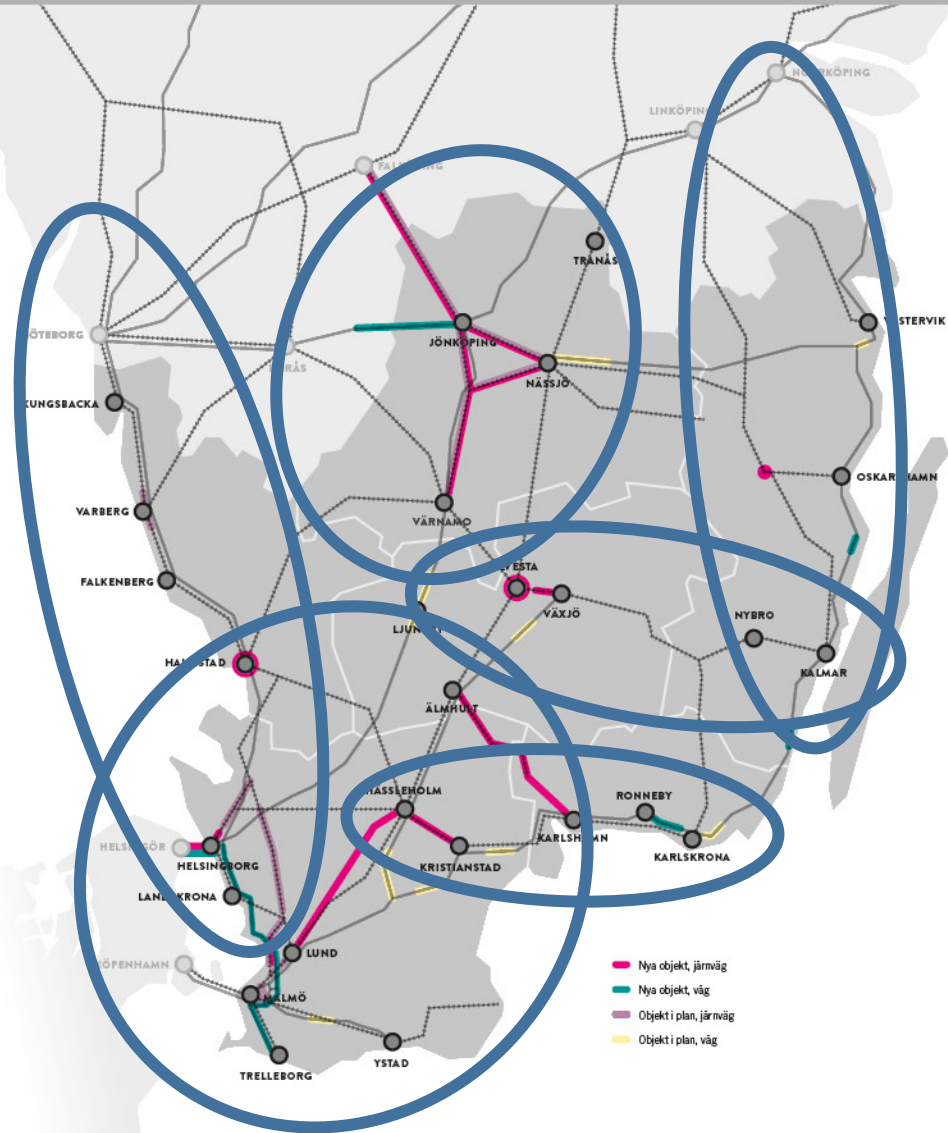 NORRKÖPING
LINKÖPING
FALKÖPING
TRANÅS
VÄSTERVIK
GÖTEBORG
JÖNKÖPING
BORÅS
NÄSSJÖ
KUNGSBACKA
OSKARSHAMN
VARBERG
VÄRNAMO
ALVESTA
FALKENBERG
VÄXJÖ
NYBRO
LJUNGBY
HALMSTAD
KALMAR
ÄLMHULT
HÄSSLEHOLM
RONNEBY
KARLSHAMN
HELSINGÖR
KARLSKRONA
HELSINGBORG
KRISTIANSTAD
LANDSKRONA
LUND
KÖPENHAMN
MALMÖ
YSTAD
TRELLEBORG
Nya objekt, järnväg
Nya objekt, väg
Objekt i plan, järnväg
Objekt i plan, väg